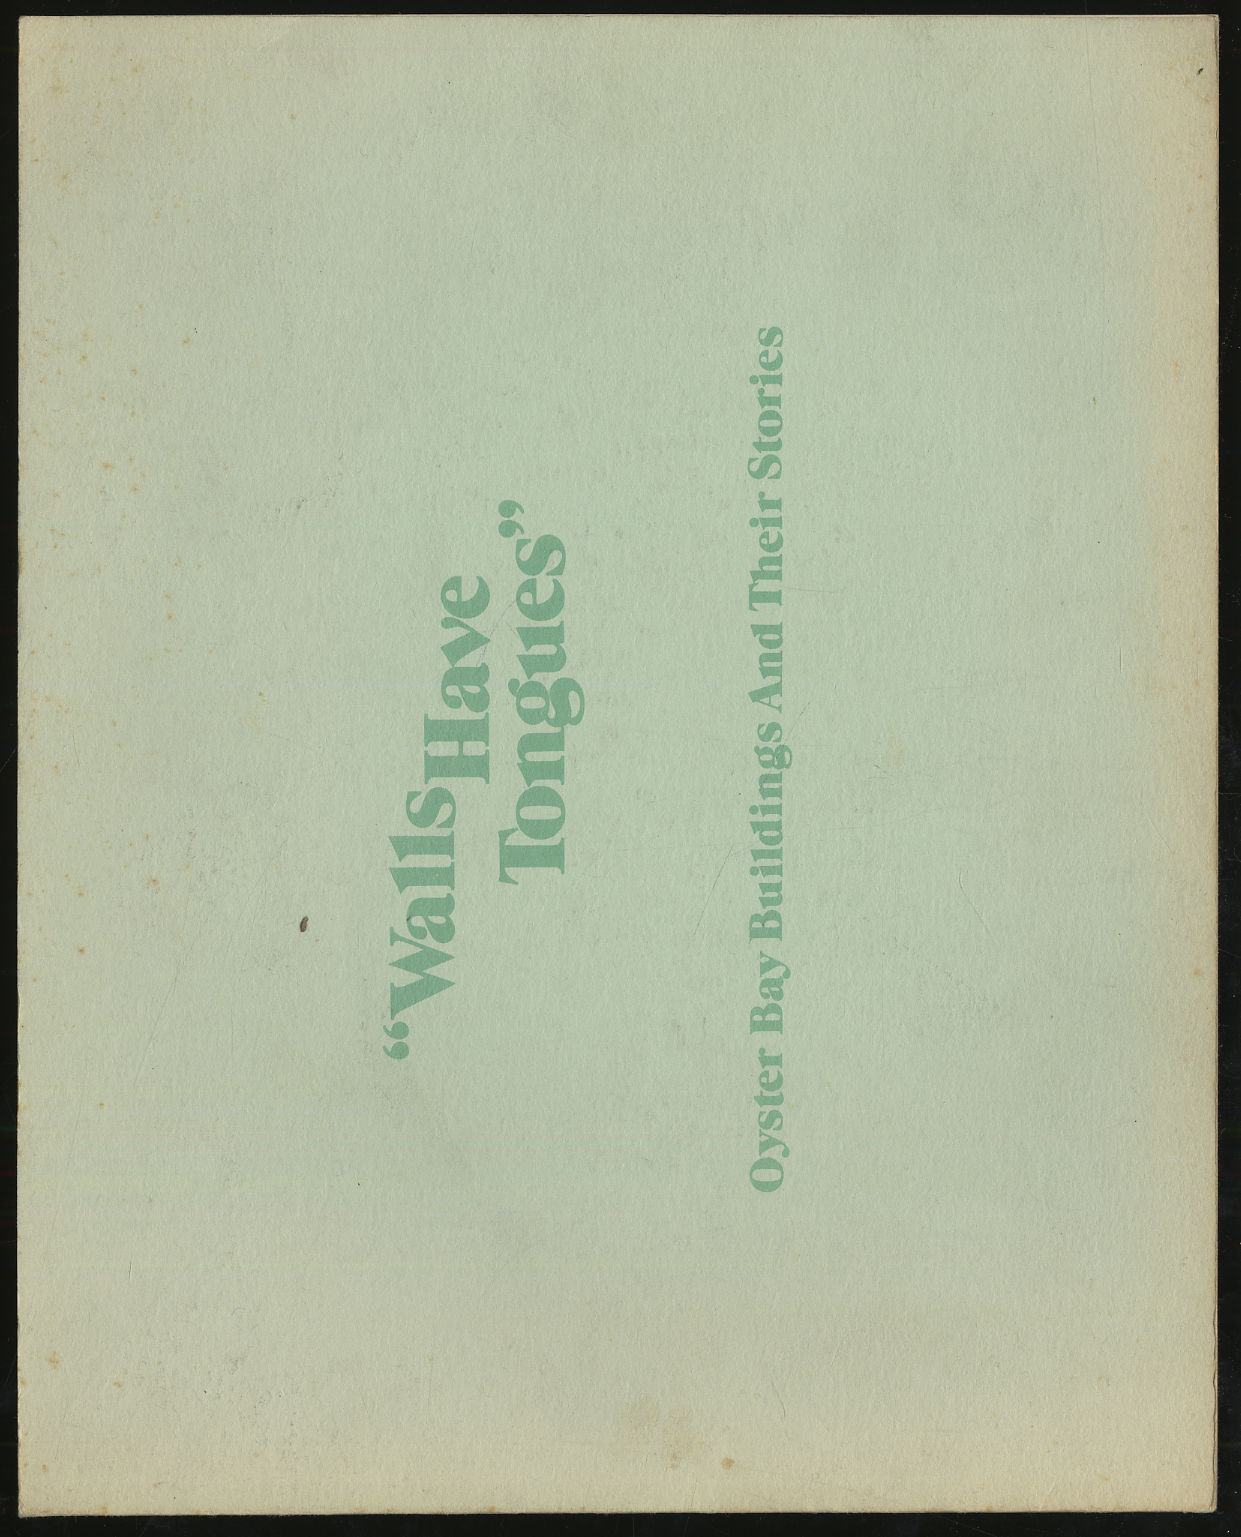 “Walls Have
Tongues”
Oyster Bay Buildings And Their Stories